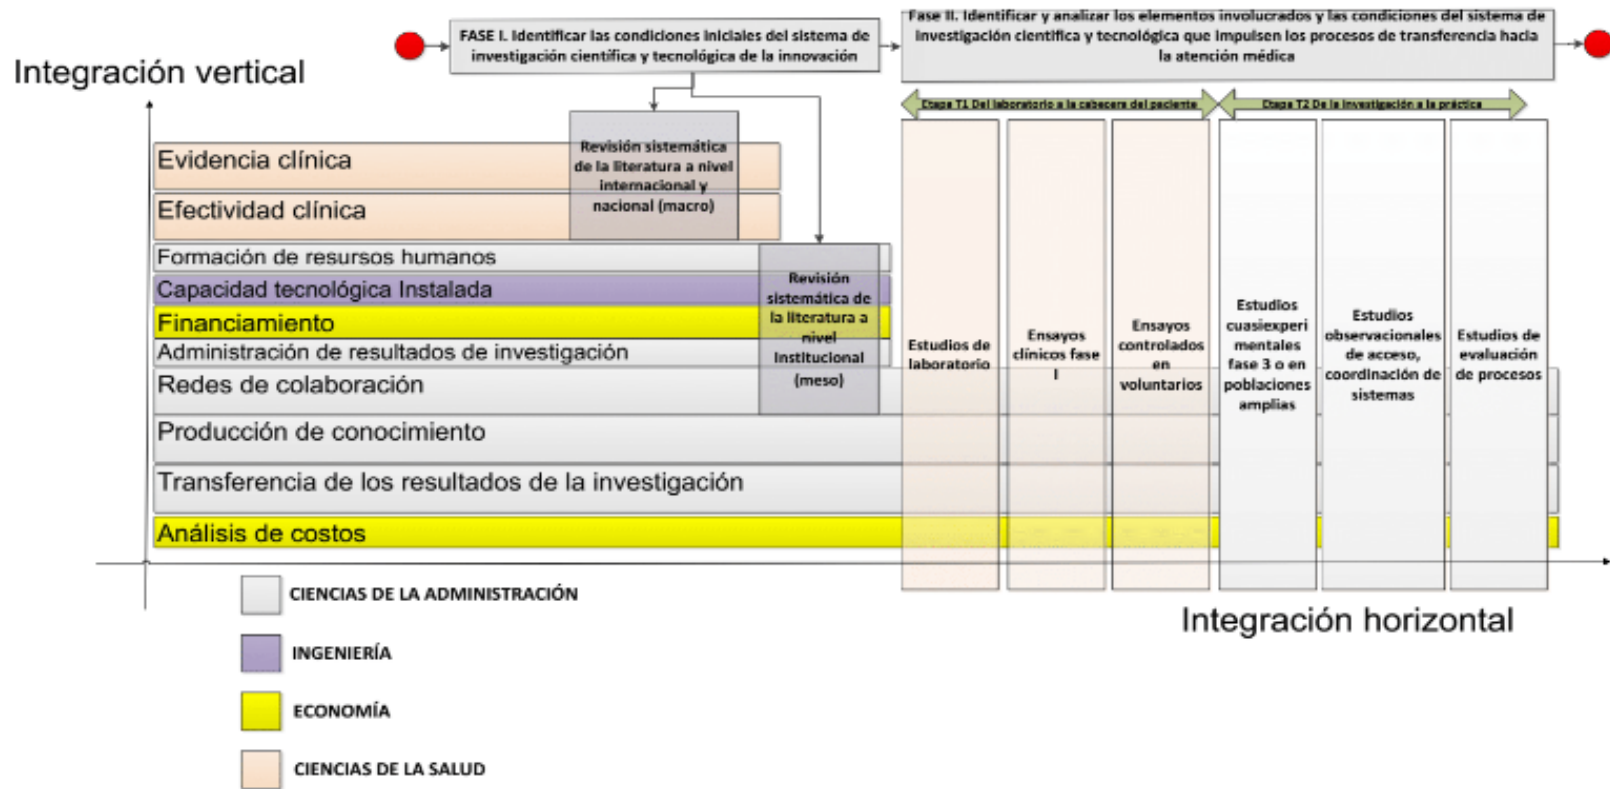 FASE I. Identificar las condiciones iniciales del sistema de
investigación científica y tecnológica de la innovación
Fase II. Identificar y analizar los elementos involucrados y las condiciones del sistema de
investigación científica y tecnológica que impulsen los procesos de transferencia hacia
la atención médica
Integración vertical
Etapa T1 Del laboratorio a la cabecera del paciente
Etapa T2 De la investigación a la práctica
Revisión sistemática
de la literatura a nivel
internacional y
nacional (macro)
Evidencia clínica
Efectividad clínica
Formación de recursos humanos
Capacidad tecnológica Instalada
Financiamiento
Administración de resultados de investigación
Redes de colaboración
Producción de conocimiento
Transferencia de los resultados de la investigación
Análisis de costos
Revisión
sistemática de
la literatura a
nivel
Institucional
(meso)
Estudios de
laboratorio
Ensayos
clínicos fase
I
Ensayos
controlados
en
voluntarios
Estudios
cuasiexperi
mentales
fase 3 o en
poblaciones
amplias
Estudios
observacionales
de acceso,
coordinación de
sistemas
Estudios de
evaluación
de procesos
Integración horizontal
CIENCIAS DE LA ADMINISTRACIÓN
INGENIERÍA
ECONOMÍA
CIENCIAS DE LA SALUD